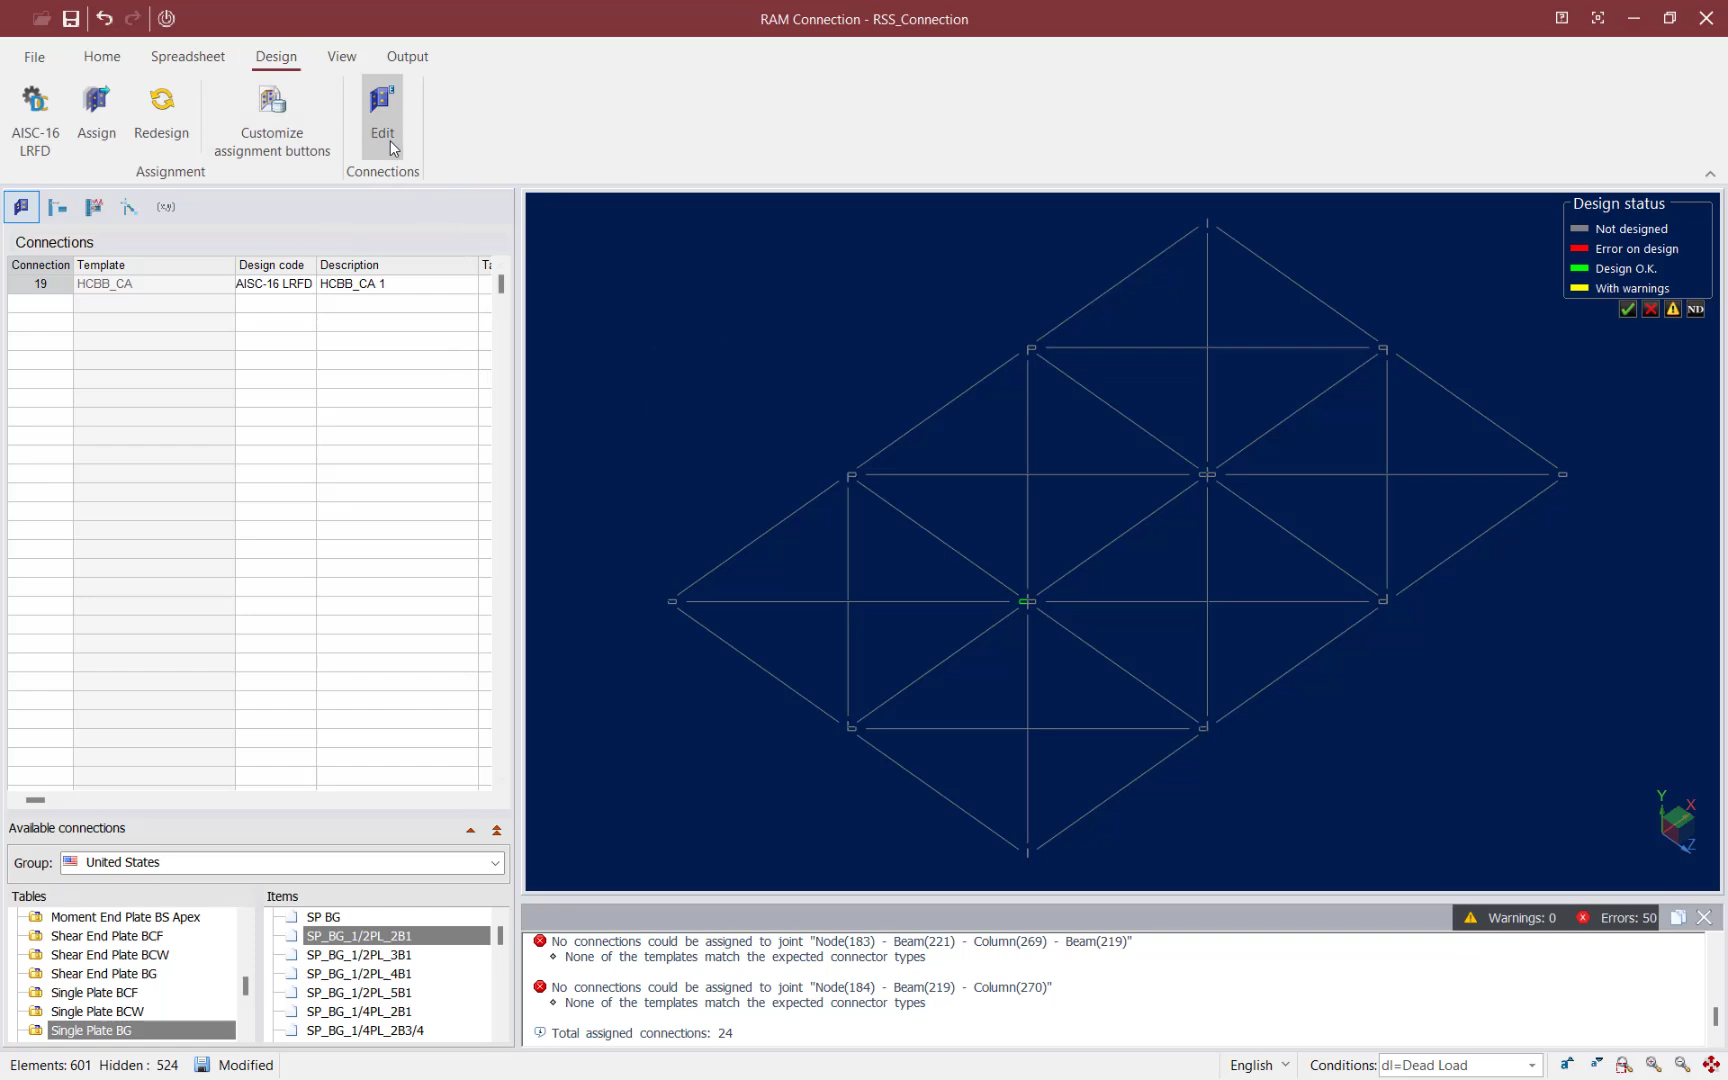 RAM Connection - RSS_Connection
File Home Spreadsheet Design View Output
AISC-16 LRFD
Assign
Redesign
Customize assignment buttons
Edit
Assignment
Connections
(x,y)
Connections
Connection Template Design code Description Ta
19 HCBB_CA AISC-16 LRFD HCBB_CA 1
Design status
Not designed
Error on design
Design O.K.
With warnings
ND
Y
X
Z
Available connections
Group: United States
Tables
Moment End Plate BS Apex
Shear End Plate BCF
Shear End Plate BCW
Shear End Plate BG
Single Plate BCF
Single Plate BCW
Single Plate BG
Items
SP BG
SP_BG_1/2PL_2B1
SP_BG_1/2PL_3B1
SP_BG_1/2PL_4B1
SP_BG_1/2PL_5B1
SP_BG_1/4PL_2B1
SP_BG_1/4PL_2B3/4
Warnings: 0 Errors: 50
No connections could be assigned to joint "Node(183) - Beam(221) - Column(269) - Beam(219)"
None of the templates match the expected connector types
No connections could be assigned to joint "Node(184) - Beam(219) - Column(270)"
None of the templates match the expected connector types
Total assigned connections: 24
Elements: 601 Hidden : 524 Modified
English Conditions: dl=Dead Load